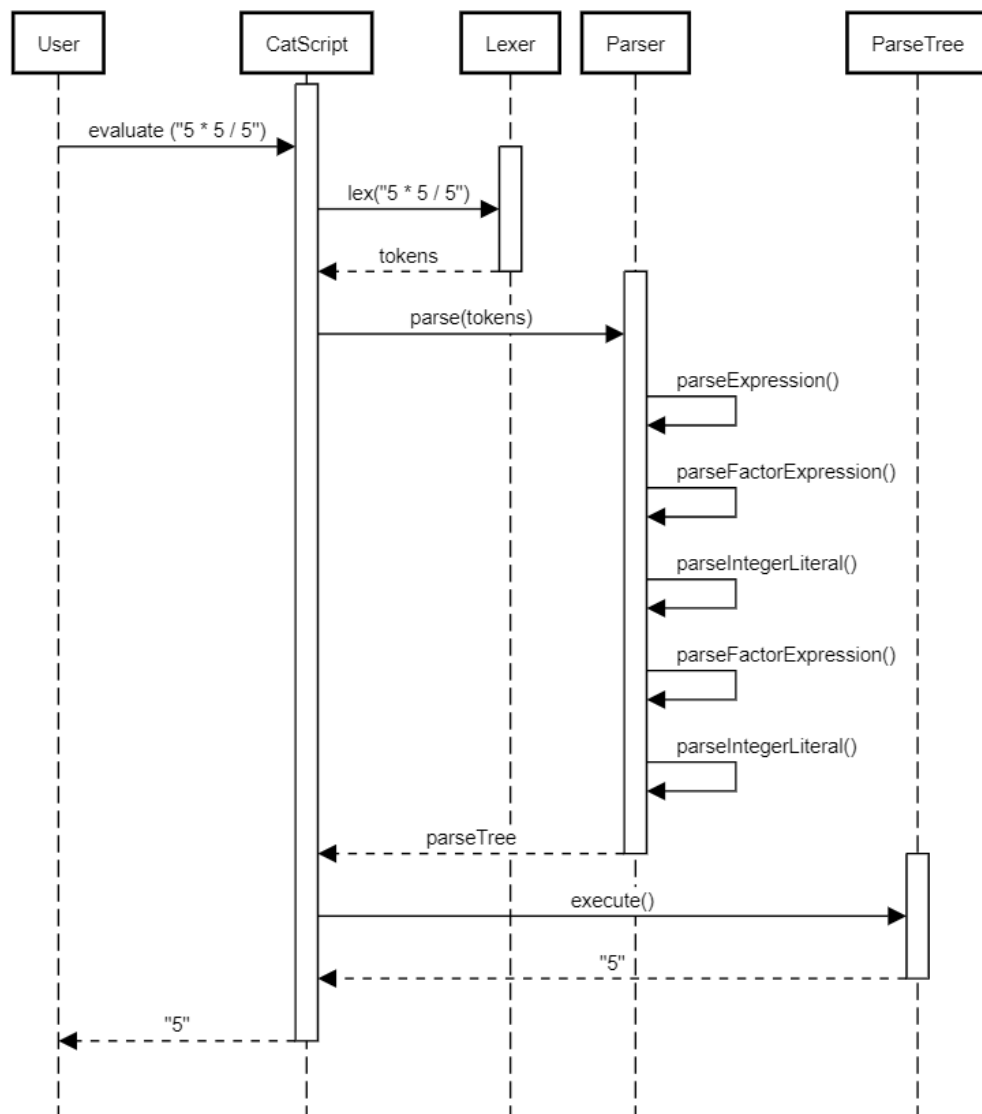 User
CatScript
Lexer
Parser
ParseTree
evaluate ("5 * 5 / 5")
lex("5 * 5 / 5")
tokens
parse(tokens)
parseExpression()
parseFactorExpression()
parseIntegerLiteral()
parseFactorExpression()
parseIntegerLiteral()
parseTree
execute()
"5"
"5"